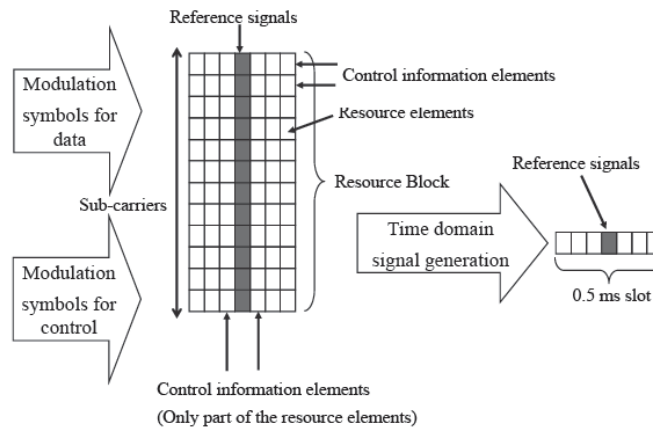 Reference signals
Modulation
symbols for
data
Control information elements
Resource elements
Resource Block
Sub-carriers
Reference signals
Time domain
signal generation
0.5 ms slot
Modulation
symbols for
control
Control information elements
(Only part of the resource elements)